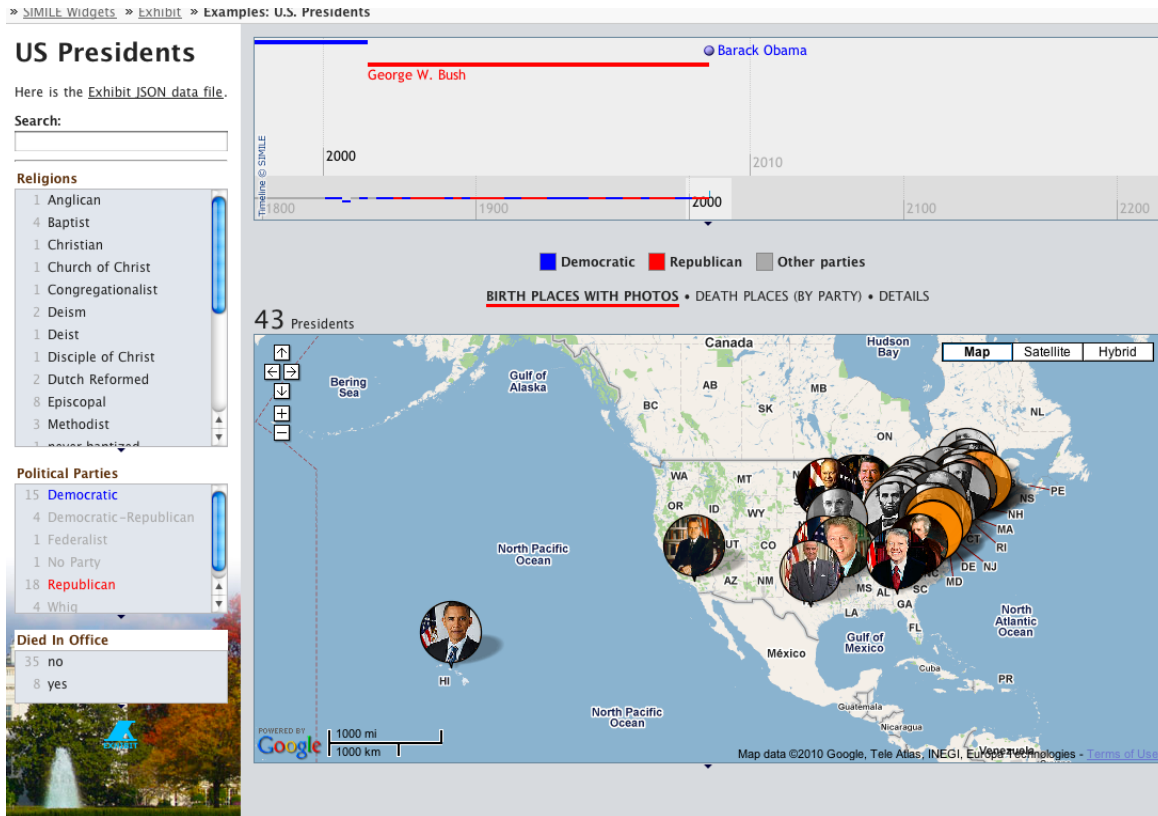 » SIMILE Widgets » Exhibit » Examples: U.S. Presidents
US Presidents
Here is the Exhibit JSON data file.
Search:
Religions
1 Anglican
4 Baptist
1 Christian
1 Church of Christ
1 Congregationalist
2 Deism
1 Deist
1 Disciple of Christ
2 Dutch Reformed
8 Episcopal
3 Methodist
1 never baptized
Political Parties
15 Democratic
4 Democratic-Republican
1 Federalist
1 No Party
18 Republican
4 Whig
Died In Office
35 no
8 yes
EXHIBIT
Barack Obama
George W. Bush
2000
2010
Timeline © SIMILE
1800
1900
2000
2100
2200
Democratic
Republican
Other parties
BIRTH PLACES WITH PHOTOS • DEATH PLACES (BY PARTY) • DETAILS
43 Presidents
Map
Satellite
Hybrid
Canada
Hudson Bay
Bering Sea
Gulf of Alaska
AB
MB
BC
SK
NL
ON
WA
MT
PE
NS
OR
ID
WY
NH
MA
RI
CT
UT
CO
DE
NJ
MD
AZ
NM
MS
AL
SC
GA
LA
FL
North Pacific Ocean
North Atlantic Ocean
Gulf of Mexico
México
Cuba
PR
HI
Guatemala
Nicaragua
Venezuela
North Pacific Ocean
POWERED BY
Google
1000 mi
1000 km
Map data ©2010 Google, Tele Atlas, INEGI, Europa Technologies - Terms of Use